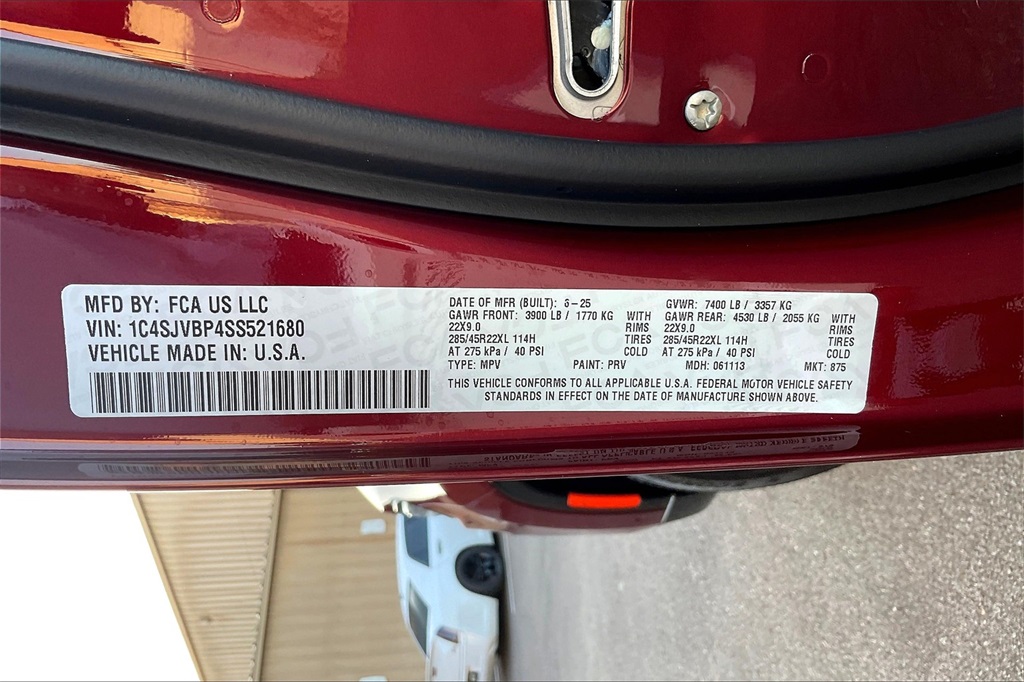 MFD BY: FCA US LLC
VIN: 1C4SJVBP4SS521680
VEHICLE MADE IN: U.S.A.
DATE OF MFR (BUILT): 6-25 GVWR: 7400 LB / 3357 KG
GAWR FRONT: 3900 LB / 1770 KG WITH GAWR REAR: 4530 LB / 2055 KG WITH
22X9.0 RIMS 22X9.0 RIMS
285/45R22XL 114H TIRES 285/45R22XL 114H TIRES
AT 275 kPa / 40 PSI COLD AT 275 kPa / 40 PSI COLD
TYPE: MPV PAINT: PRV MDH: 061113 MKT: 875
THIS VEHICLE CONFORMS TO ALL APPLICABLE U.S.A. FEDERAL MOTOR VEHICLE SAFETY
STANDARDS IN EFFECT ON THE DATE OF MANUFACTURE SHOWN ABOVE.